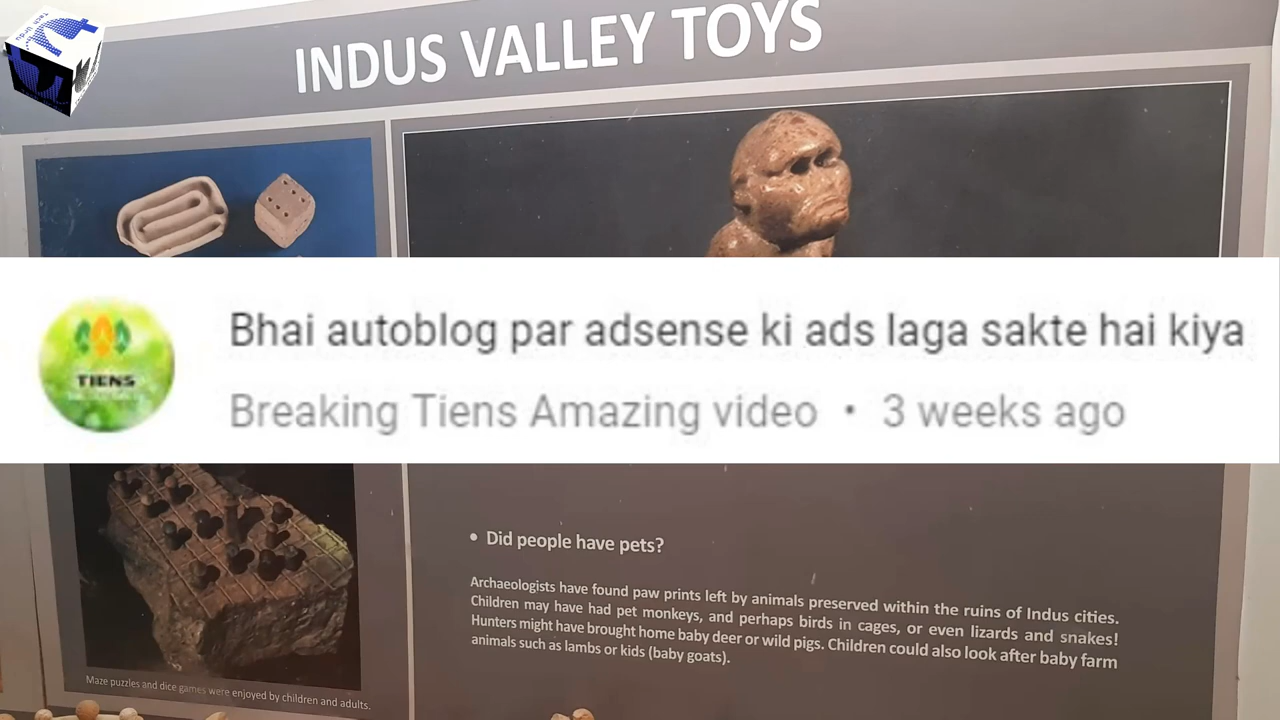 INDUS VALLEY TOYS
Bhai autoblog par adsense ki ads laga sakte hai kiya
TIENS
Breaking Tiens Amazing video • 3 weeks ago
• Did people have pets?
Archaeologists have found paw prints left by animals preserved within the ruins of Indus cities.
Children may have had pet monkeys, and perhaps birds in cages, or even lizards and snakes!
Hunters might have brought home baby deer or wild pigs. Children could also look after baby farm
animals such as lambs or kids (baby goats).
Maze puzzles and dice games were enjoyed by children and adults.